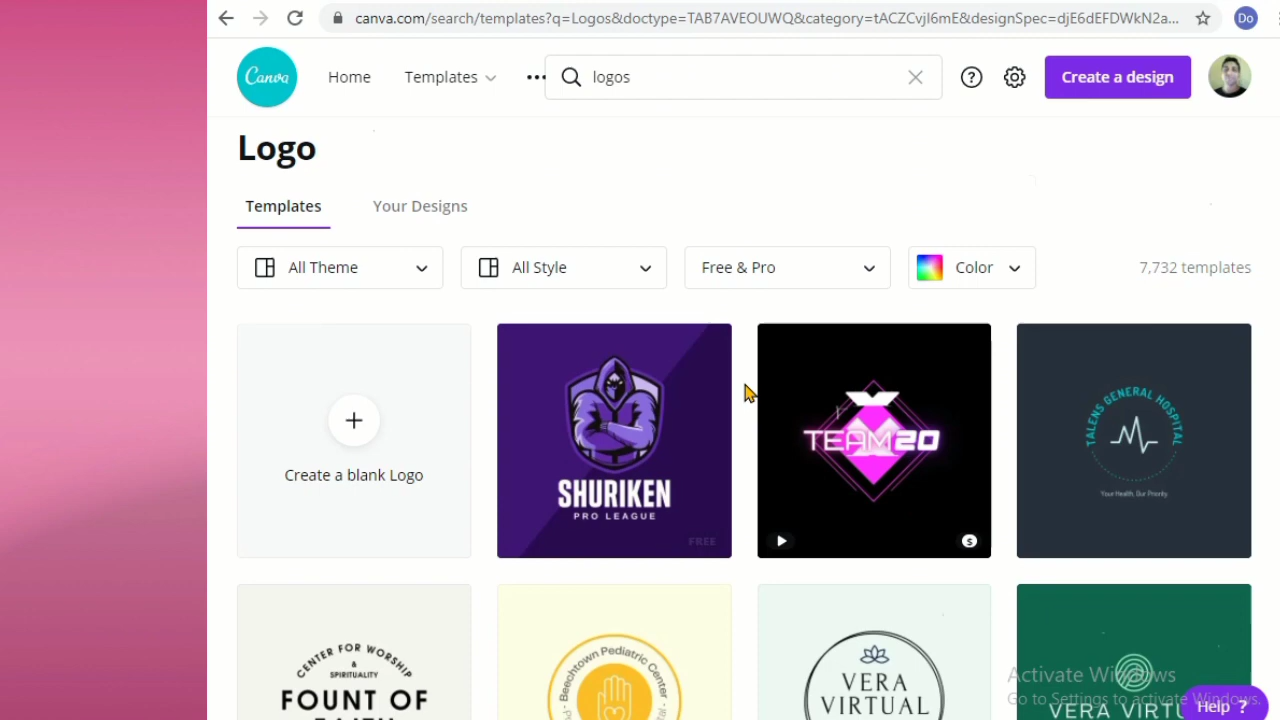 canva.com/search/templates?q=Logos&doctype=TAB7AVEOUWQ&category=tACZCvjI6mE&designSpec=djE6dEFDWkN2a...
Do
Canva
Home
Templates
logos
Create a design
Logo
Templates
Your Designs
All Theme
All Style
Free & Pro
Color
7,732 templates
Create a blank Logo
SHURIKEN
PRO LEAGUE
FREE
TEAM20
TALENS GENERAL HOSPITAL
Your Health, Our Priority
CENTER FOR WORSHIP
&
SPIRITUALITY
FOUNT OF
Beechtown Pediatric Center
VERA
VIRTUAL
VERA VIRTU
Activate Windows
Go to Settings to activate Windows.
Help ?